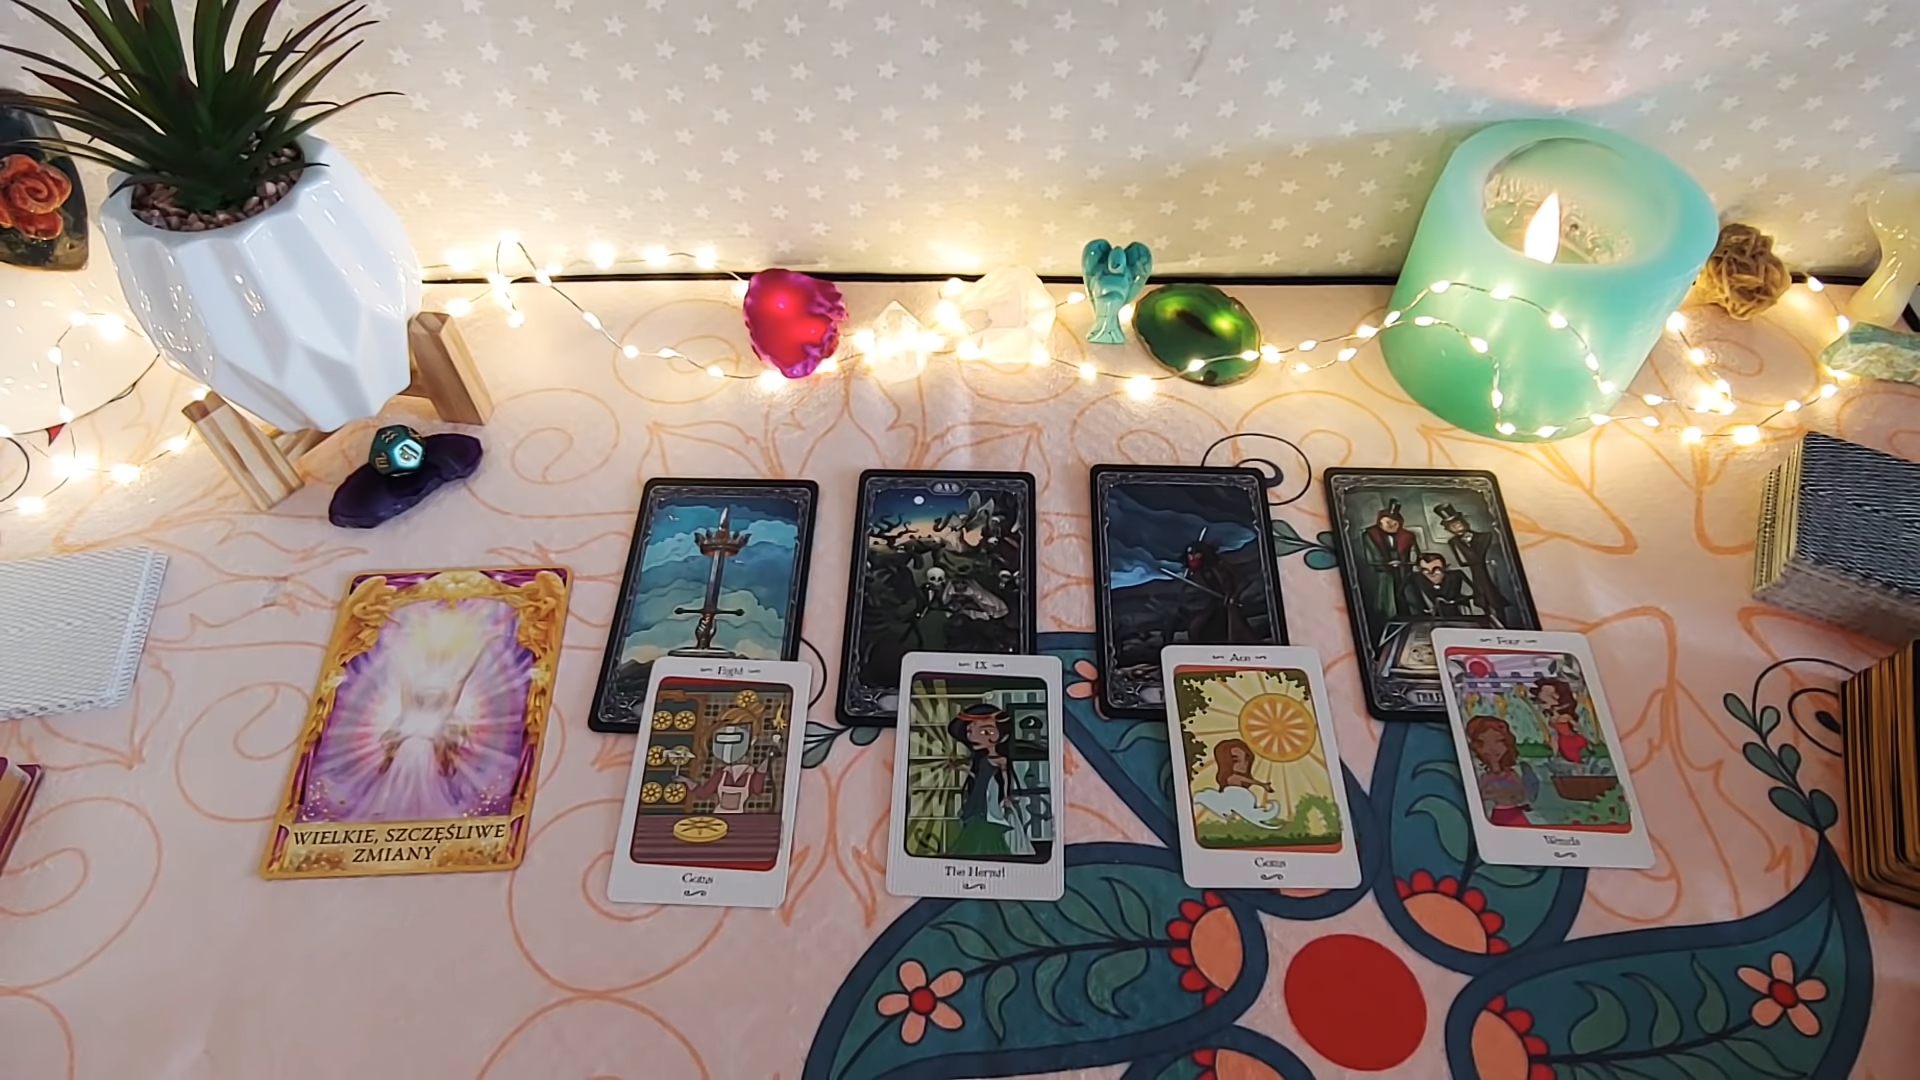 WIELKIE, SZCZĘŚLIWE
ZMIANY
Eight
Coins
IX
The Hermit
Ace
Coins
Four
Wands